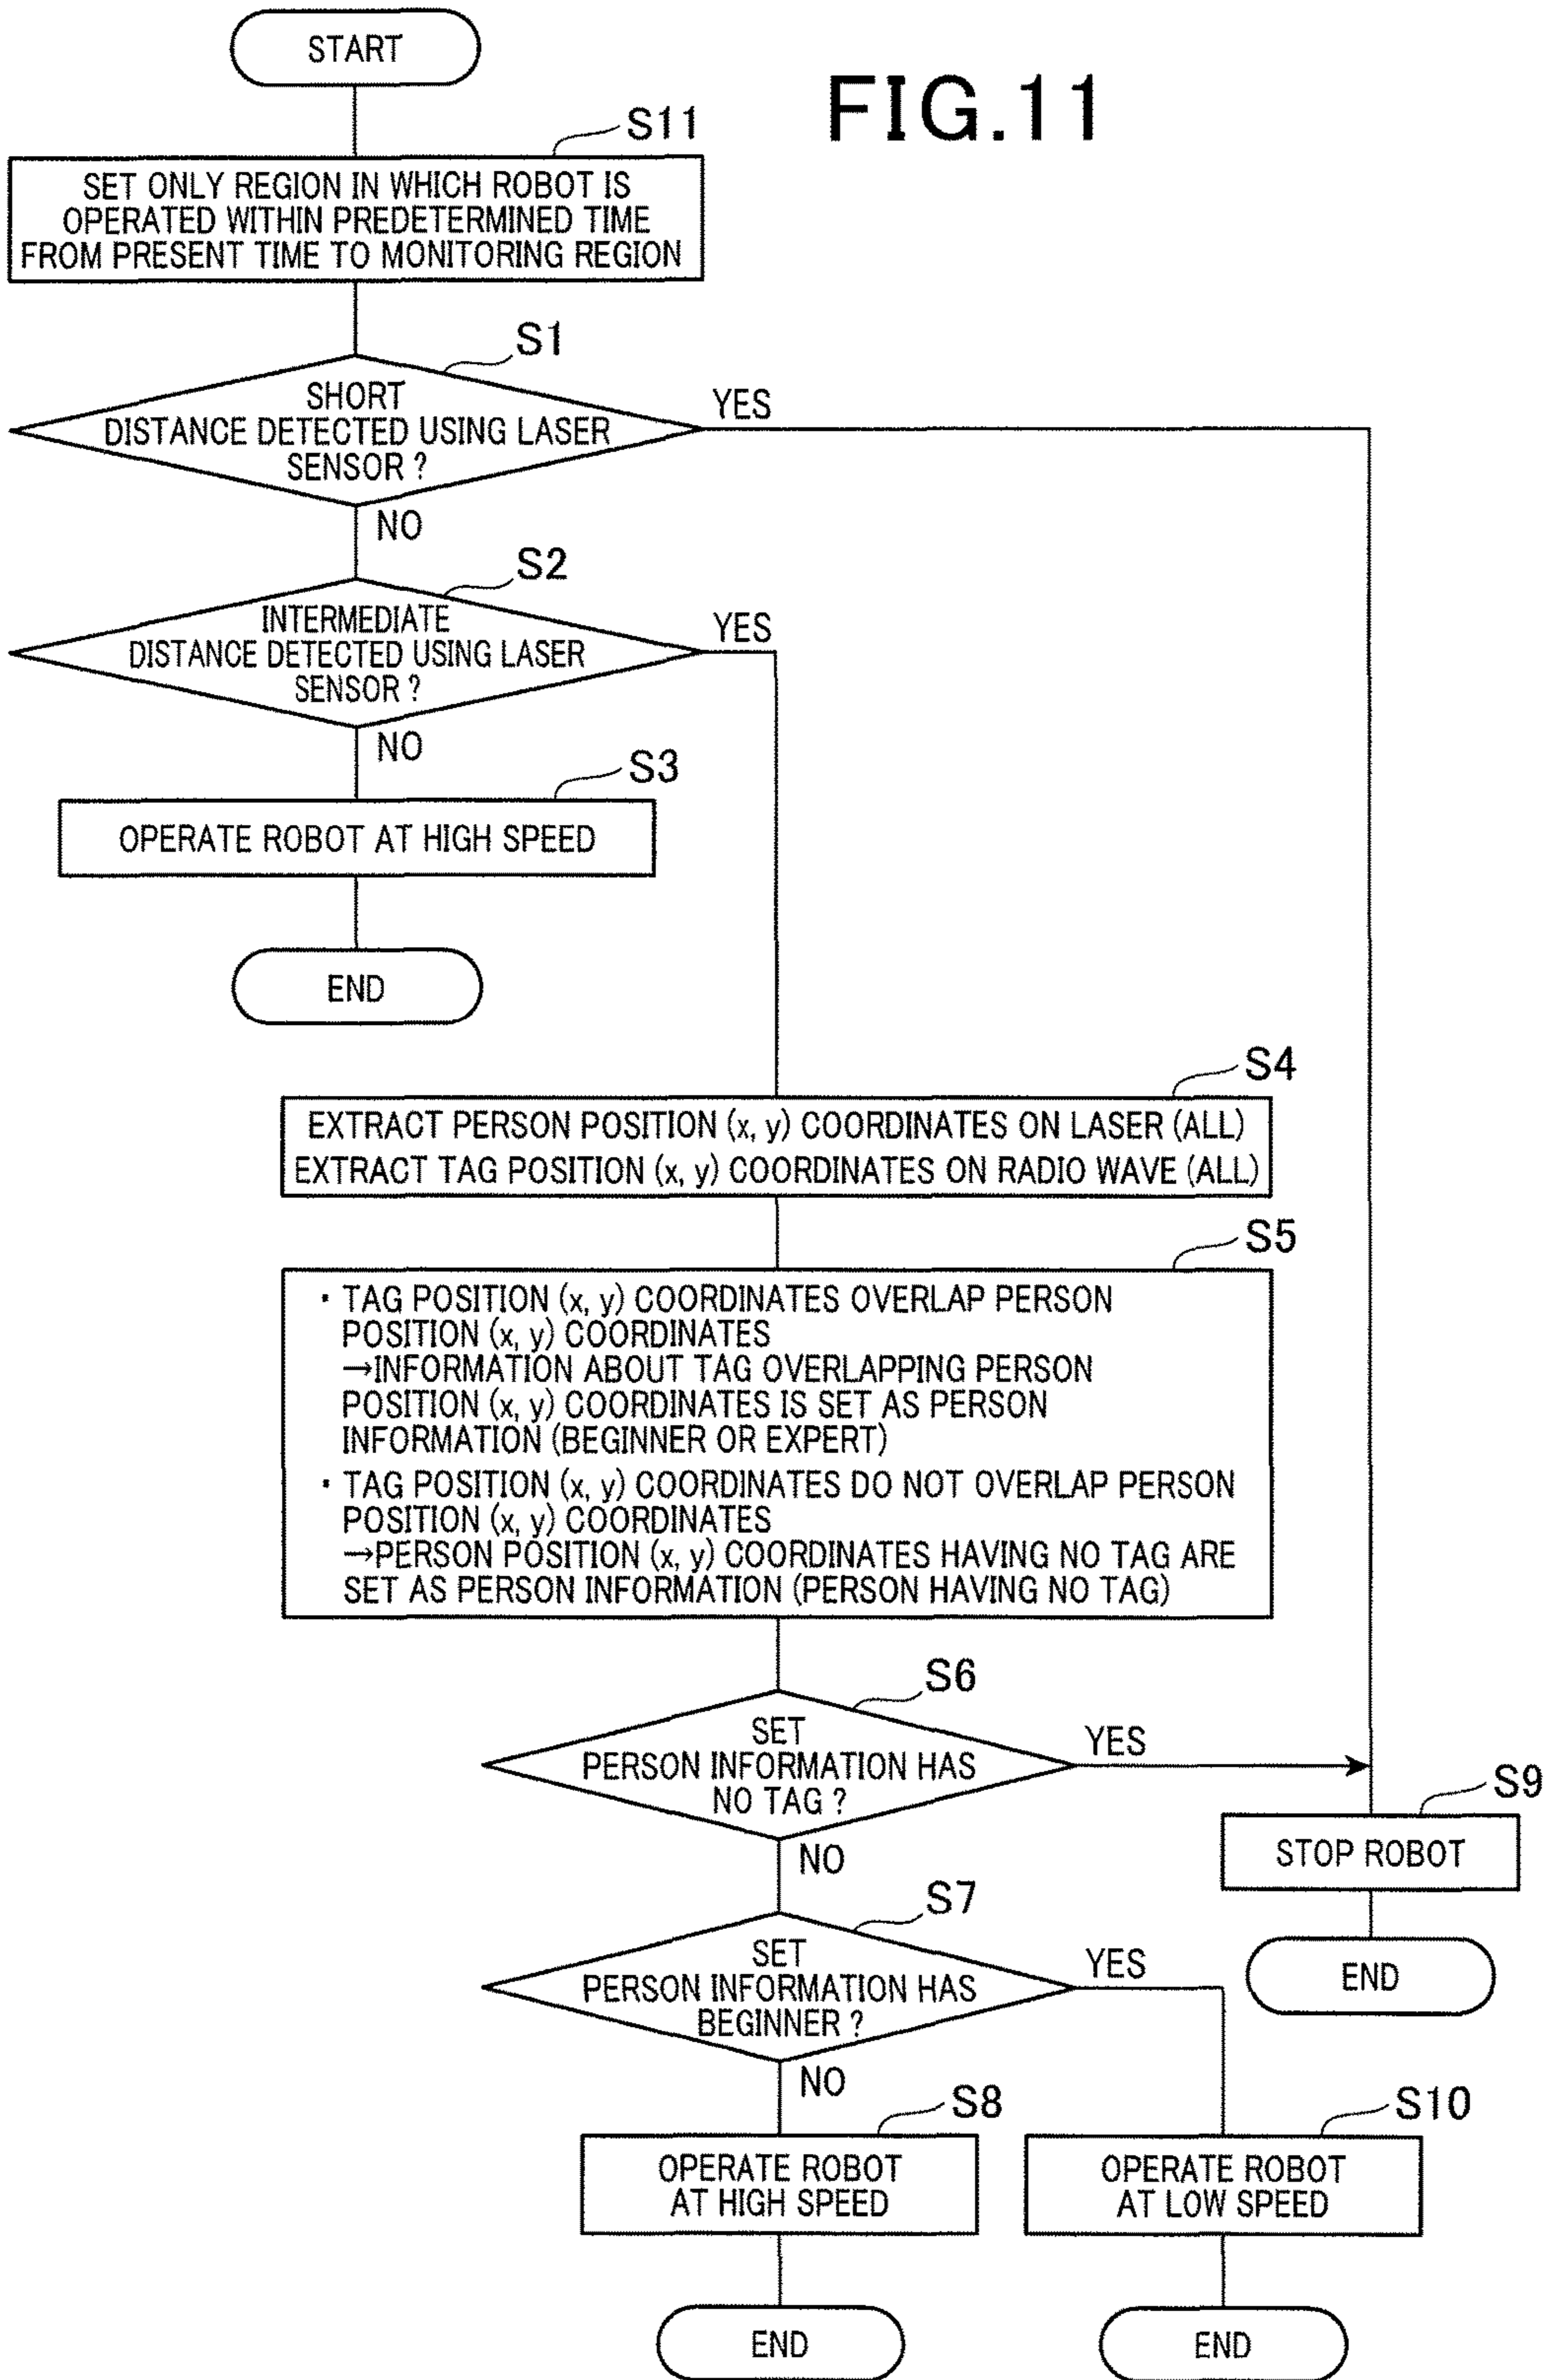 START
FIG.11
S11
SET ONLY REGION IN WHICH ROBOT IS
OPERATED WITHIN PREDETERMINED TIME
FROM PRESENT TIME TO MONITORING REGION
S1
SHORT
DISTANCE DETECTED USING LASER
SENSOR ?
YES
NO
S2
INTERMEDIATE
DISTANCE DETECTED USING LASER
SENSOR ?
YES
NO
S3
OPERATE ROBOT AT HIGH SPEED
END
S4
EXTRACT PERSON POSITION (x, y) COORDINATES ON LASER (ALL)
EXTRACT TAG POSITION (x, y) COORDINATES ON RADIO WAVE (ALL)
S5
・ TAG POSITION (x, y) COORDINATES OVERLAP PERSON
POSITION (x, y) COORDINATES
→INFORMATION ABOUT TAG OVERLAPPING PERSON
POSITION (x, y) COORDINATES IS SET AS PERSON
INFORMATION (BEGINNER OR EXPERT)
・ TAG POSITION (x, y) COORDINATES DO NOT OVERLAP PERSON
POSITION (x, y) COORDINATES
→PERSON POSITION (x, y) COORDINATES HAVING NO TAG ARE
SET AS PERSON INFORMATION (PERSON HAVING NO TAG)
S6
SET
PERSON INFORMATION HAS
NO TAG ?
YES
NO
S9
STOP ROBOT
END
S7
SET
PERSON INFORMATION HAS
BEGINNER ?
YES
NO
S8
OPERATE ROBOT
AT HIGH SPEED
END
S10
OPERATE ROBOT
AT LOW SPEED
END